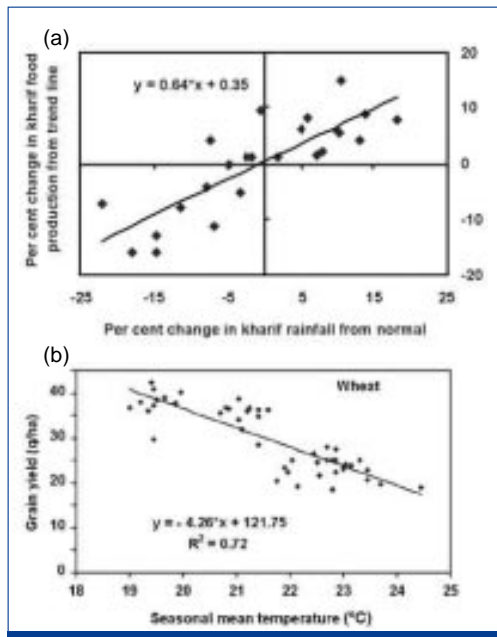 (a)
y = 0.64*x + 0.35
Per cent change in kharif food
production from trend line
20
10
0
-10
-20
-25 -15 -5 5 15 25
Per cent change in kharif rainfall from normal
(b)
Wheat
Grain yield (q/ha)
40
30
20
10
0
y = - 4.26*x + 121.75
R² = 0.72
18 19 20 21 22 23 24 25
Seasonal mean temperature (°C)